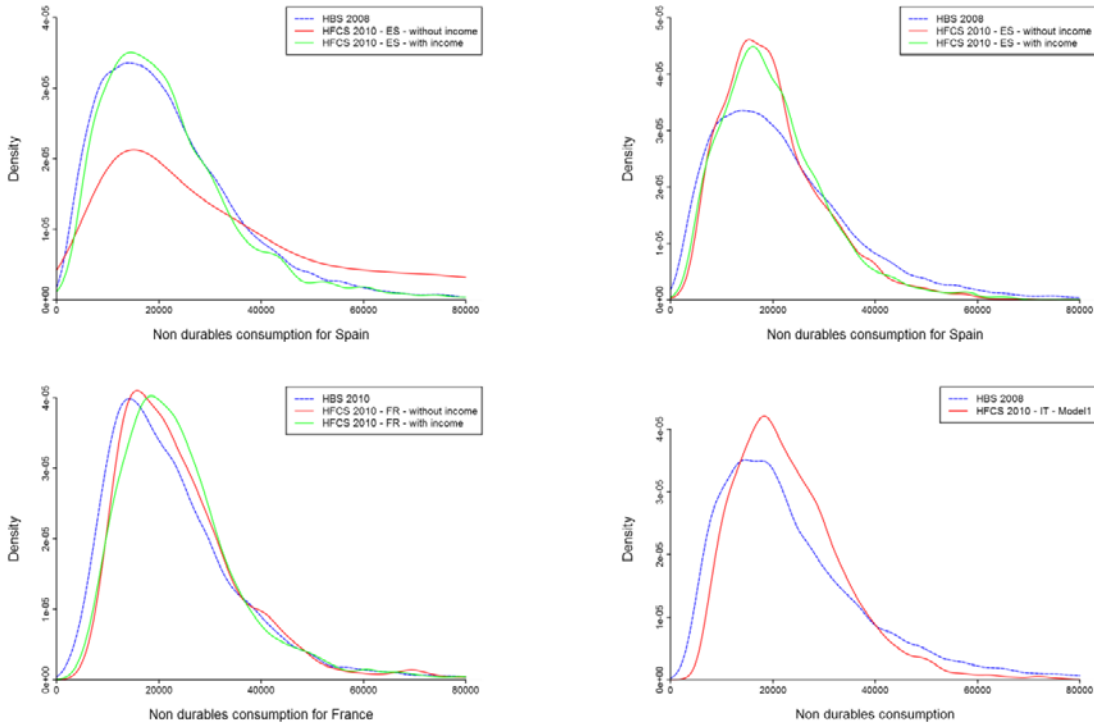 HBS 2008
HFCS 2010 - ES - without income
HFCS 2010 - ES - with income
4e-05
3e-05
2e-05
1e-05
0e+00
Density
0 20000 40000 60000 80000
Non durables consumption for Spain
HBS 2008
HFCS 2010 - ES - without income
HFCS 2010 - ES - with income
5e-05
4e-05
3e-05
2e-05
1e-05
0e+00
Density
0 20000 40000 60000 80000
Non durables consumption for Spain
HBS 2010
HFCS 2010 - FR - without income
HFCS 2010 - FR - with income
4e-05
3e-05
2e-05
1e-05
0e+00
Density
0 20000 40000 60000 80000
Non durables consumption for France
HBS 2008
HFCS 2010 - IT - Model1
4e-05
3e-05
2e-05
1e-05
0e+00
Density
0 20000 40000 60000 80000
Non durables consumption